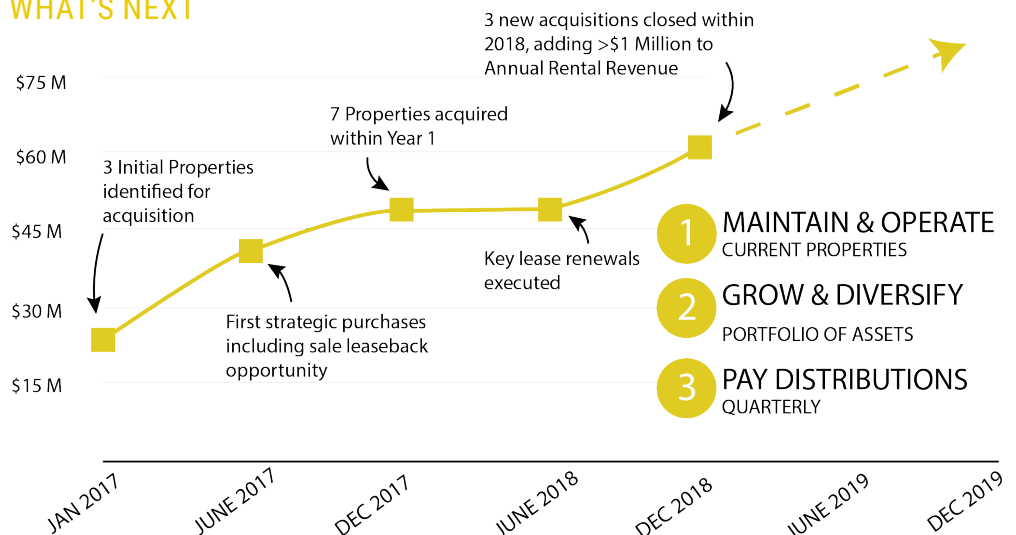 WHAT'S NEXT
3 new acquisitions closed within
2018, adding >$1 Million to
Annual Rental Revenue
$75 M
7 Properties acquired
within Year 1
$60 M
3 Initial Properties
identified for
acquisition
$45 M
1 MAINTAIN & OPERATE
CURRENT PROPERTIES
Key lease renewals
executed
2 GROW & DIVERSIFY
PORTFOLIO OF ASSETS
$30 M
First strategic purchases
including sale leaseback
opportunity
3 PAY DISTRIBUTIONS
QUARTERLY
$15 M
JAN 2017
JUNE 2017
DEC 2017
JUNE 2018
DEC 2018
JUNE 2019
DEC 2019